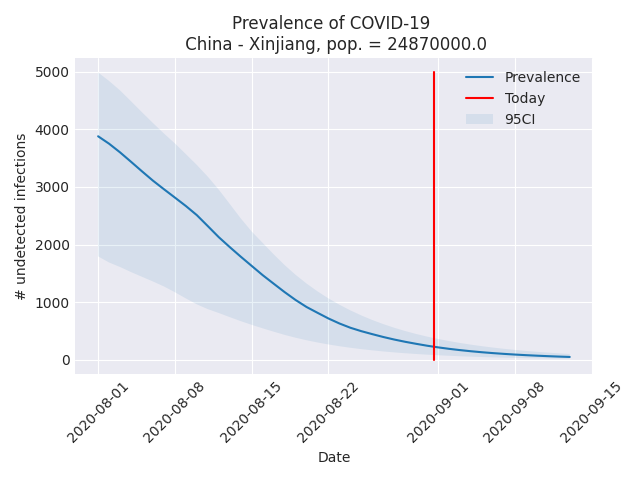 Prevalence of COVID-19
China - Xinjiang, pop. = 24870000.0
5000
4000
3000
2000
1000
0
# undetected infections
Prevalence
Today
95CI
2020-08-01
2020-08-08
2020-08-15
2020-08-22
2020-09-01
2020-09-08
2020-09-15
Date